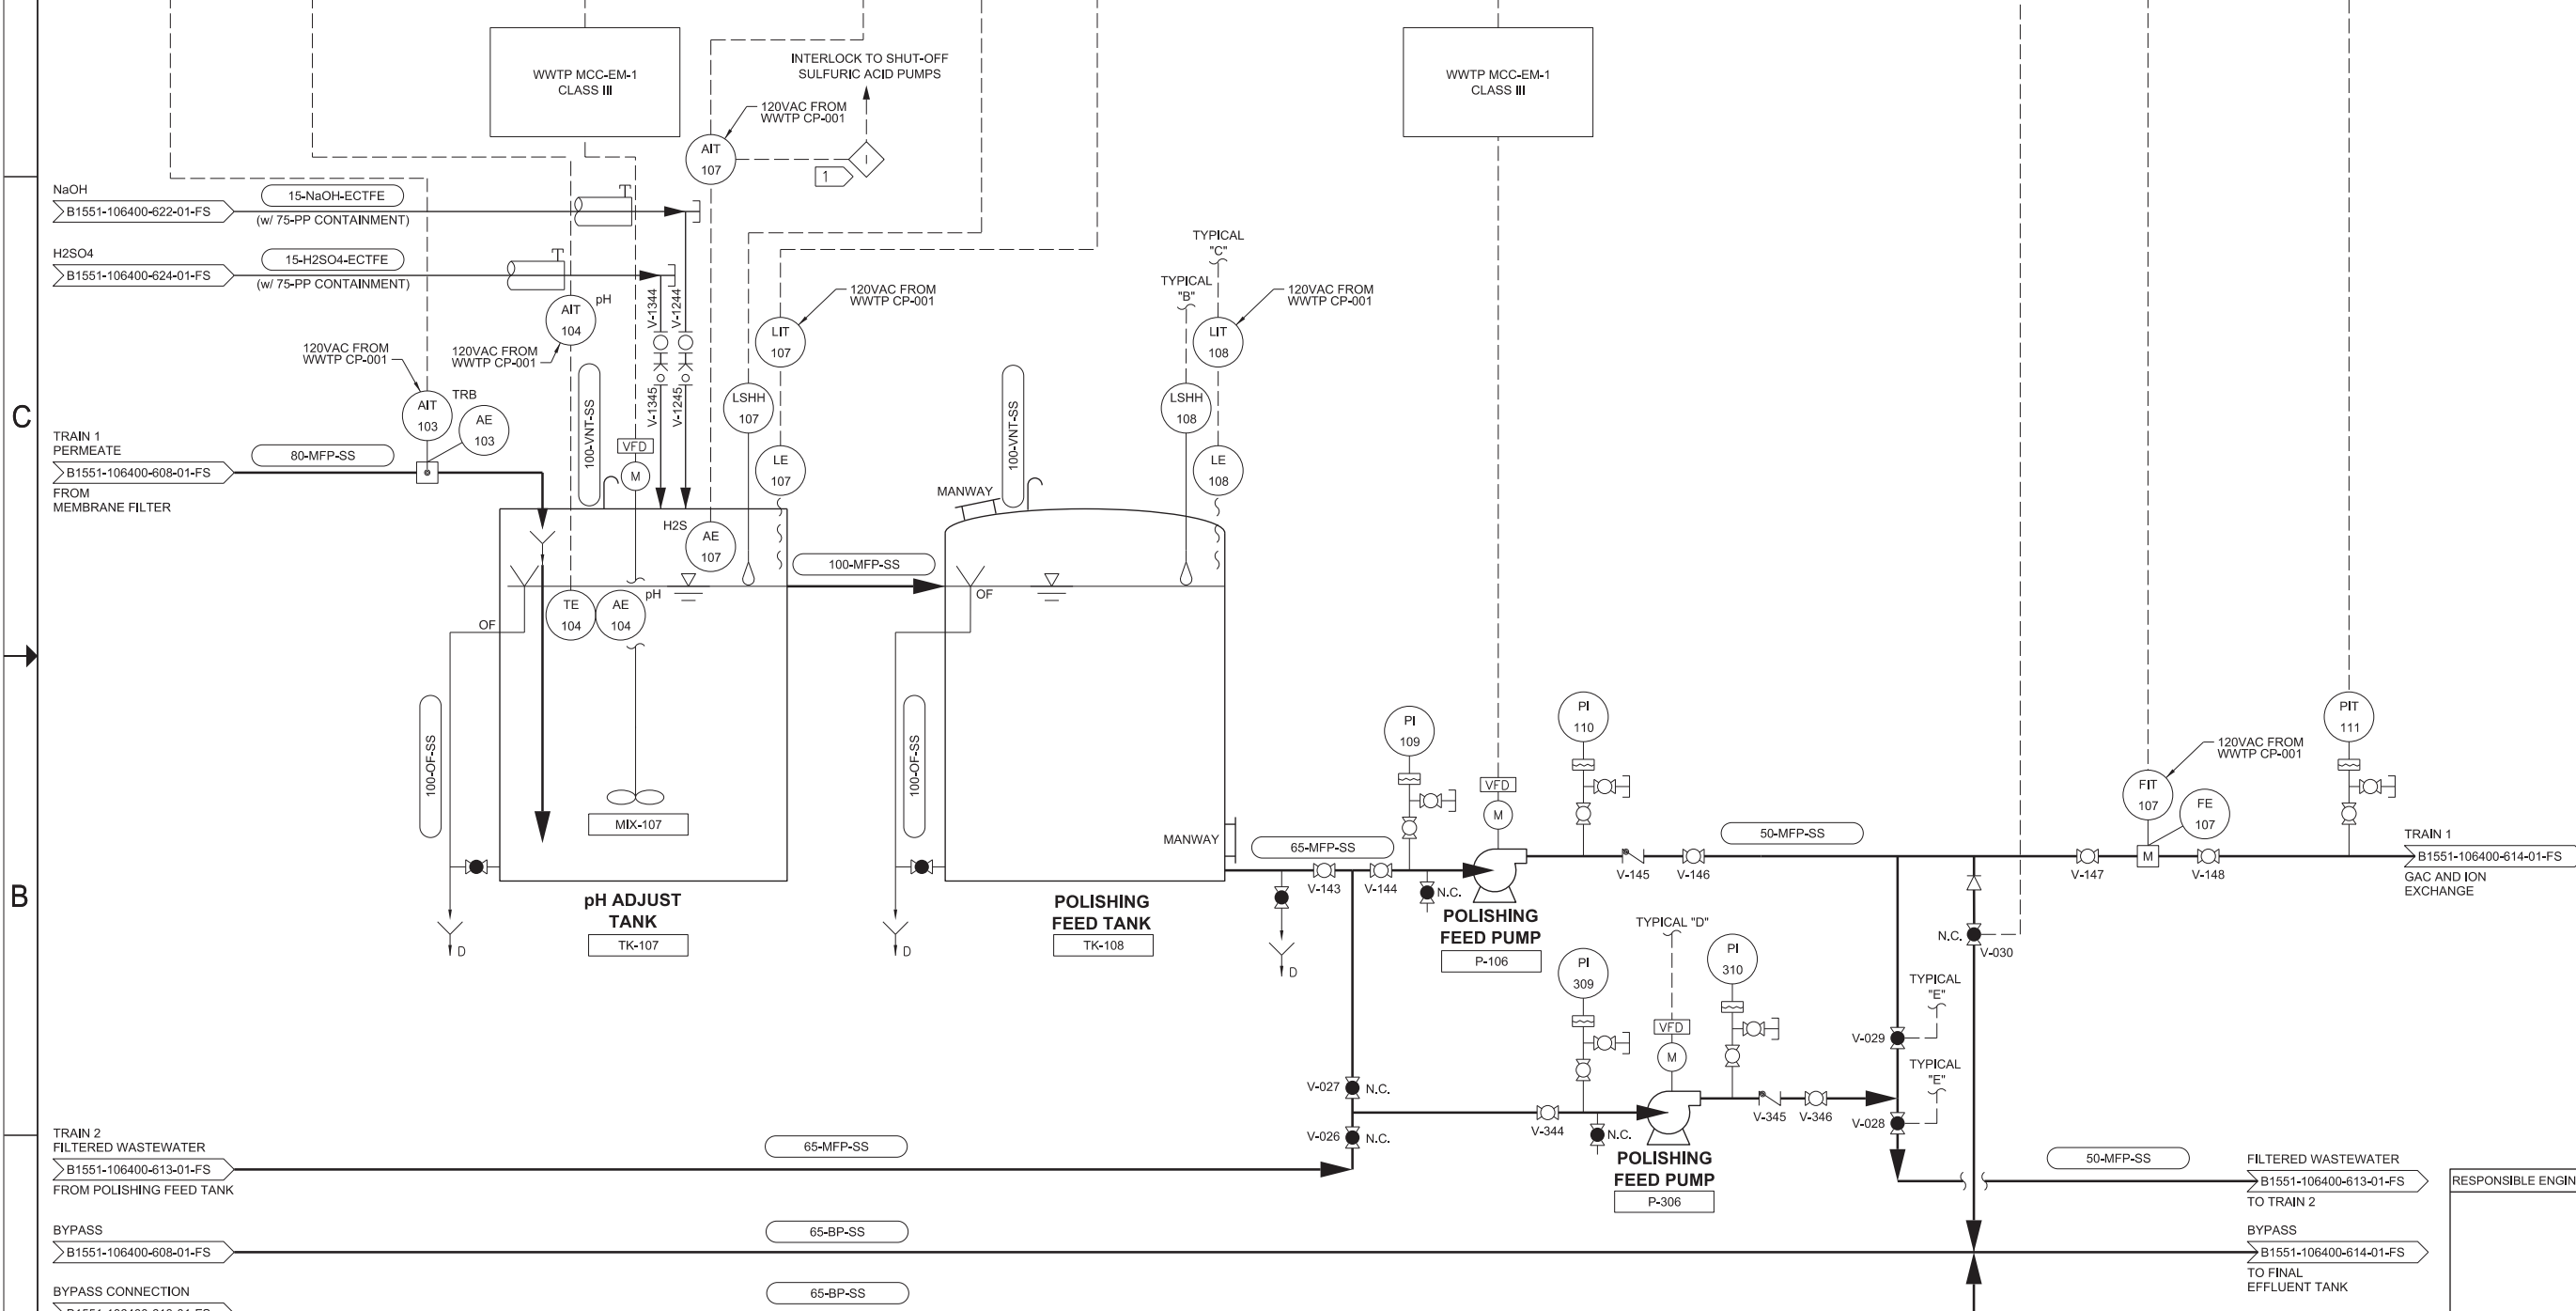 WWTP MCC-EM-1
CLASS III
INTERLOCK TO SHUT-OFF
SULFURIC ACID PUMPS
120VAC FROM
WWTP CP-001
AIT
107
I
1
WWTP MCC-EM-1
CLASS III
NaOH
B1551-106400-622-01-FS
15-NaOH-ECTFE
(w/ 75-PP CONTAINMENT)
T
H2SO4
B1551-106400-624-01-FS
15-H2SO4-ECTFE
(w/ 75-PP CONTAINMENT)
T
AIT
104
pH
120VAC FROM
WWTP CP-001
120VAC FROM
WWTP CP-001
V-1344
V-1244
V-1345
V-1245
LIT
107
120VAC FROM
WWTP CP-001
TYPICAL
"C"
TYPICAL
"B"
LIT
108
120VAC FROM
WWTP CP-001
C
AIT
103
TRB
AE
103
100-VNT-SS
VFD
M
LSHH
107
LE
107
100-VNT-SS
LSHH
108
LE
108
TRAIN 1
PERMEATE
B1551-106400-608-01-FS
FROM
MEMBRANE FILTER
80-MFP-SS
MANWAY
H2S
AE
107
100-MFP-SS
OF
TE
104
AE
104
pH
OF
100-OF-SS
100-OF-SS
MIX-107
pH ADJUST
TANK
TK-107
D
MANWAY
POLISHING
FEED TANK
TK-108
D
65-MFP-SS
V-143
V-144
N.C.
D
PI
109
VFD
M
POLISHING
FEED PUMP
P-106
PI
110
V-145
V-146
50-MFP-SS
V-147
M
V-148
FIT
107
FE
107
120VAC FROM
WWTP CP-001
PIT
111
TRAIN 1
B1551-106400-614-01-FS
GAC AND ION
EXCHANGE
B
N.C.
V-030
TYPICAL "D"
PI
309
VFD
M
PI
310
TYPICAL
"E"
V-029
TYPICAL
"E"
V-028
V-027
N.C.
V-026
N.C.
V-344
N.C.
V-345
V-346
POLISHING
FEED PUMP
P-306
TRAIN 2
FILTERED WASTEWATER
B1551-106400-613-01-FS
FROM POLISHING FEED TANK
65-MFP-SS
50-MFP-SS
FILTERED WASTEWATER
B1551-106400-613-01-FS
TO TRAIN 2
RESPONSIBLE ENGIN
BYPASS
B1551-106400-608-01-FS
65-BP-SS
BYPASS
B1551-106400-614-01-FS
TO FINAL
EFFLUENT TANK
BYPASS CONNECTION
65-BP-SS